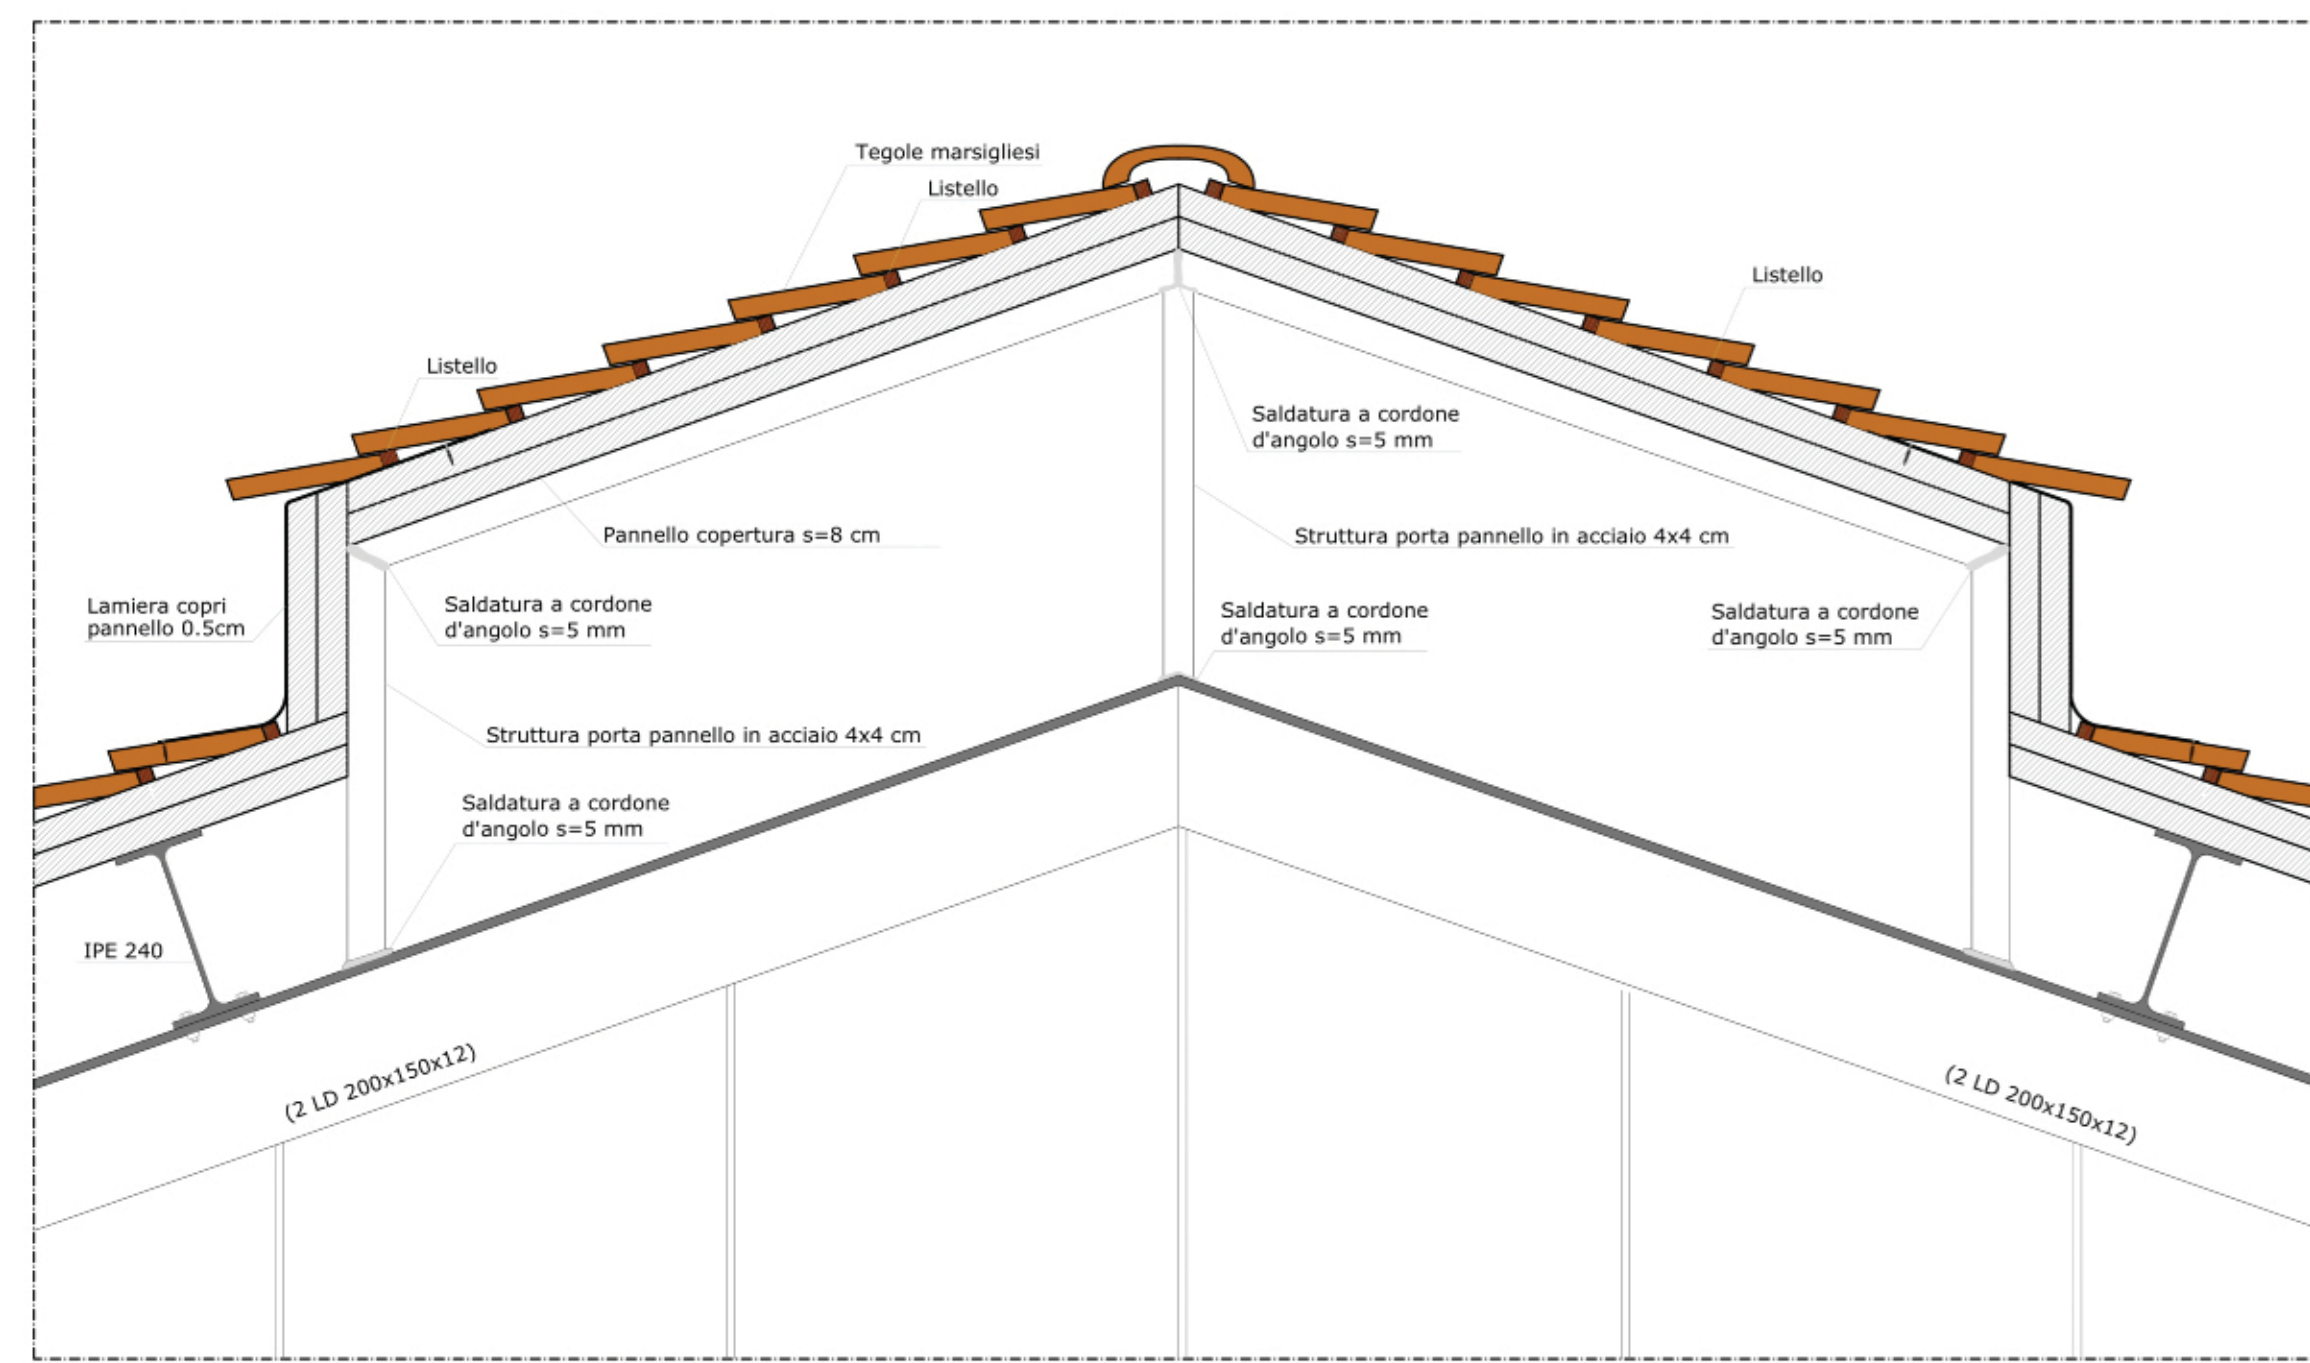 Tegole marsigliesi
Listello
Listello
Listello
Saldatura a cordone
d'angolo s=5 mm
Pannello copertura s=8 cm
Struttura porta pannello in acciaio 4x4 cm
Lamiera copri
pannello 0.5cm
Saldatura a cordone
d'angolo s=5 mm
Saldatura a cordone
d'angolo s=5 mm
Saldatura a cordone
d'angolo s=5 mm
Struttura porta pannello in acciaio 4x4 cm
Saldatura a cordone
d'angolo s=5 mm
IPE 240
(2 LD 200x150x12)
(2 LD 200x150x12)